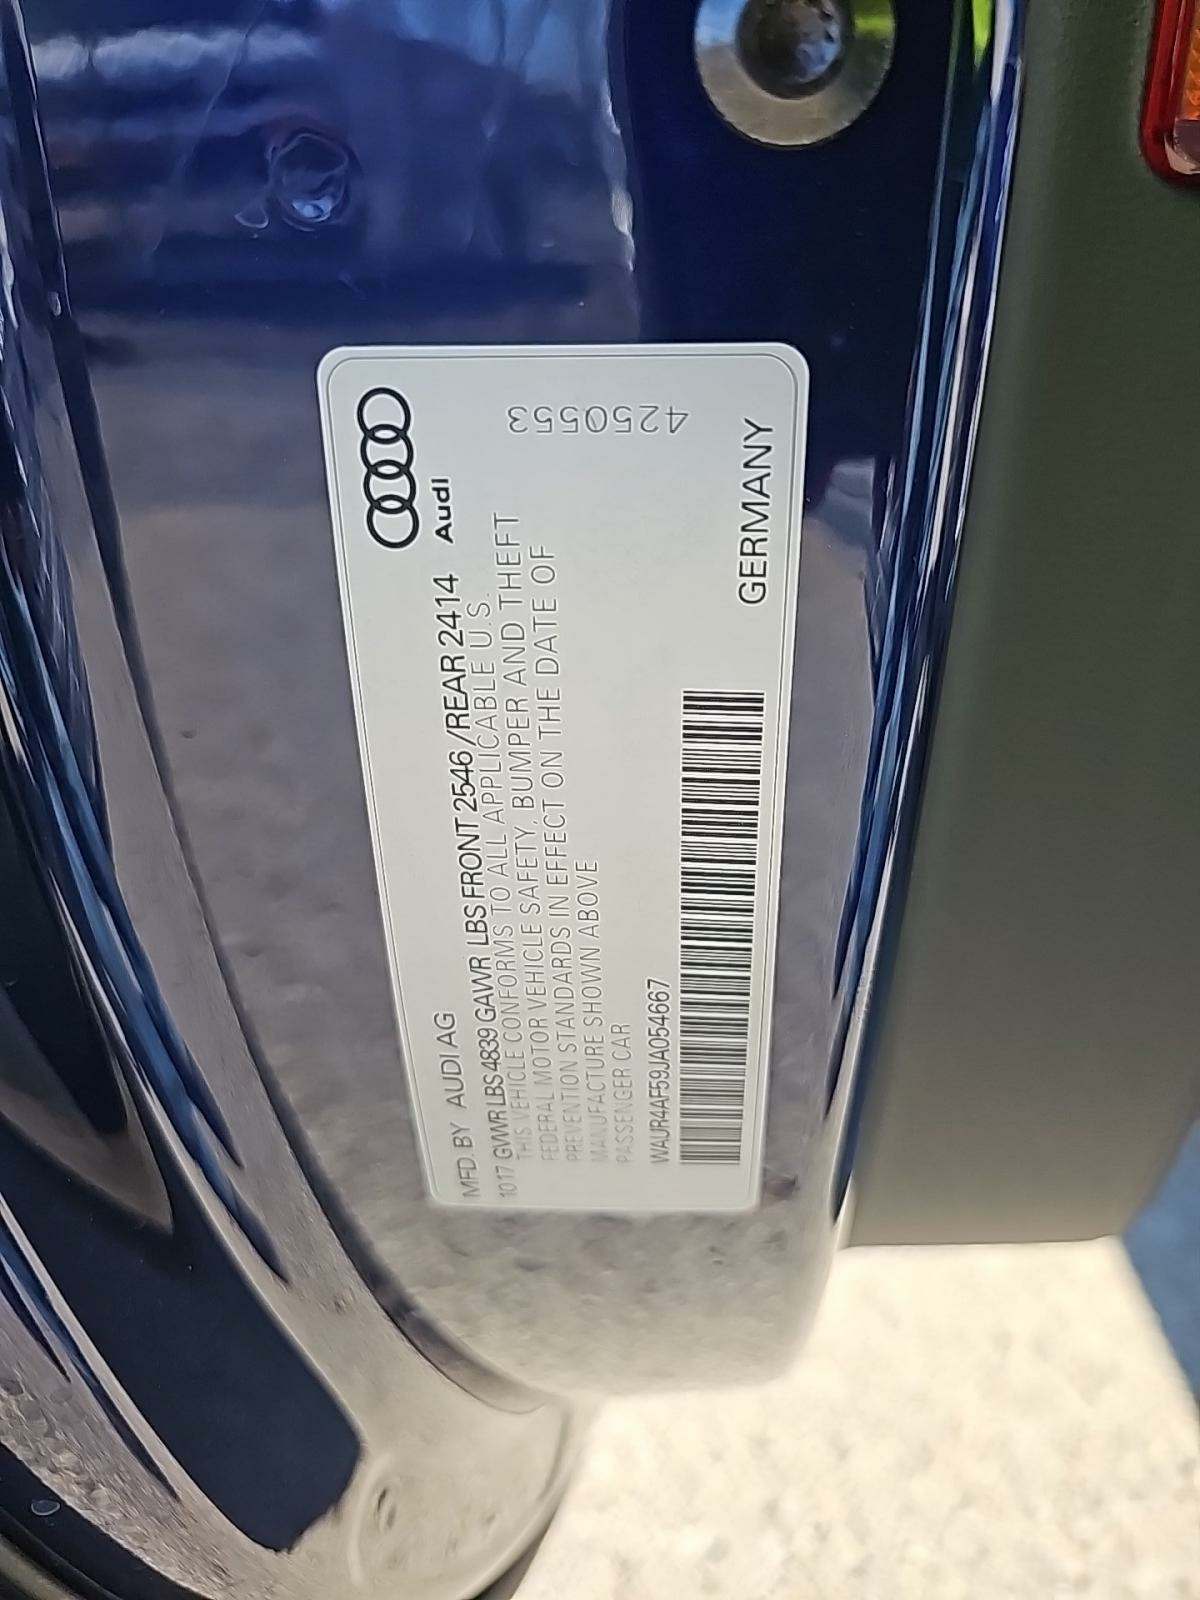 Audi
MFD. BY AUDI AG
1017 GVWR LBS 4839 GAWR LBS FRONT 2546 /REAR 2414
THIS VEHICLE CONFORMS TO ALL APPLICABLE U.S.
FEDERAL MOTOR VEHICLE SAFETY, BUMPER AND THEFT
PREVENTION STANDARDS IN EFFECT ON THE DATE OF
MANUFACTURE SHOWN ABOVE
PASSENGER CAR
4250553
WAUR4AF59JA054667
GERMANY